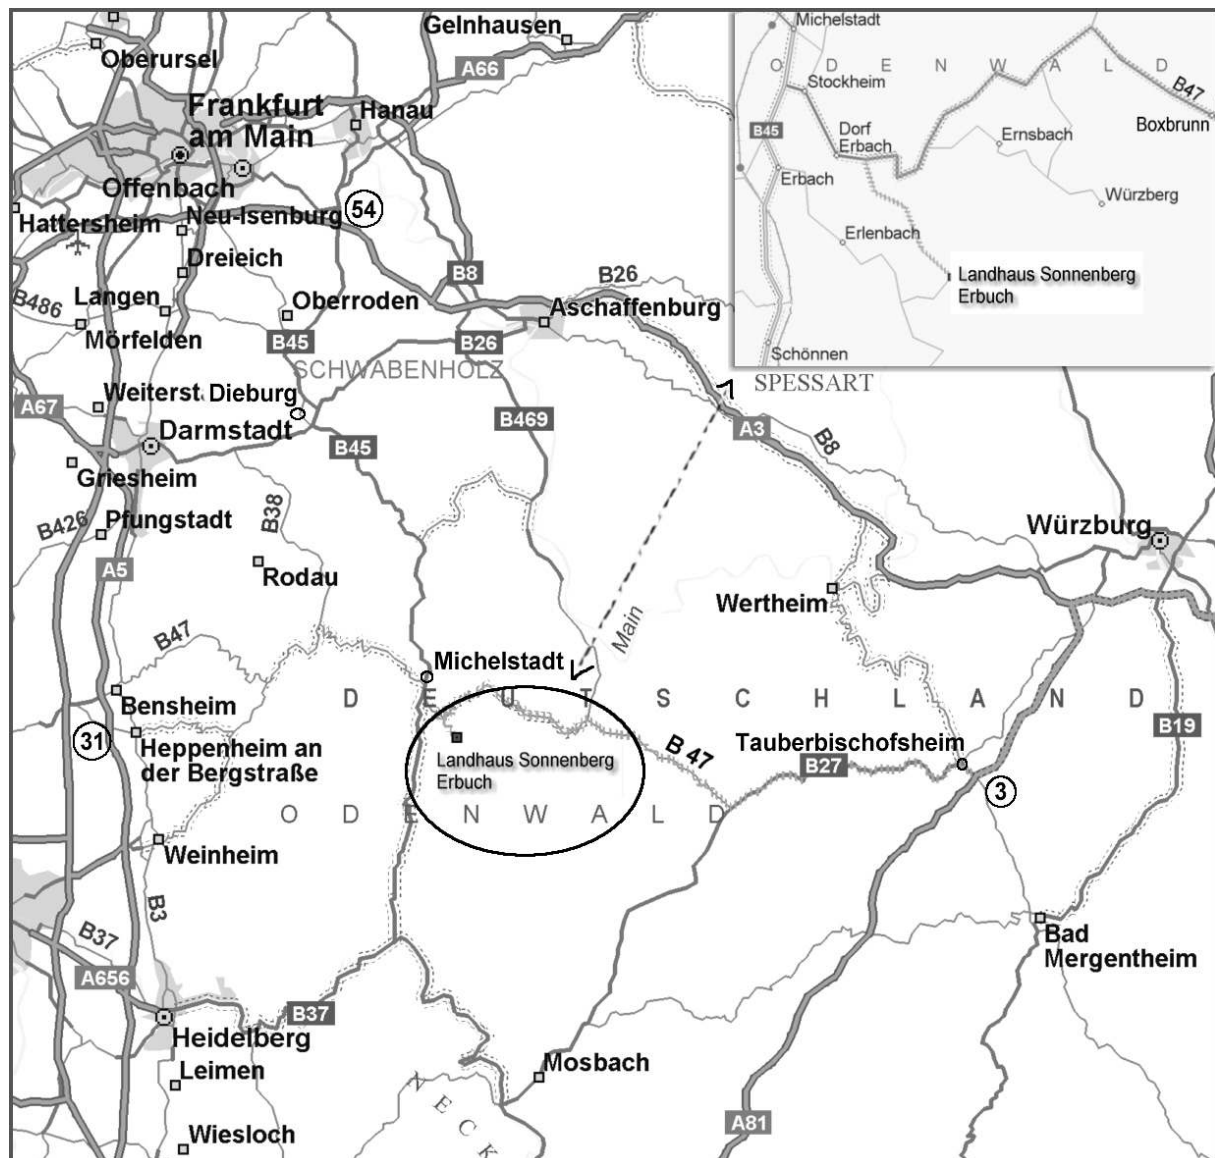 Gelnhausen
Oberursel
A66
Frankfurt
am Main
Hanau
Offenbach
54
Hattersheim
Neu-Isenburg
Dreieich
B8
B26
B486
Langen
Oberroden
Aschaffenburg
Mörfelden
B45
B26
SCHWABENHOLZ
SPESSART
A67
Weiterst
Dieburg
B469
A3
B8
Darmstadt
B45
Griesheim
B426
Pfungstadt
B38
Würzburg
A5
Rodau
Wertheim
Main
B47
Michelstadt
Bensheim
D E U T S C H L A N D
B19
31
Heppenheim an
der Bergstraße
Landhaus Sonnenberg
Erbuch
B 47
Tauberbischofsheim
B27
3
O D E N W A L D
Weinheim
B3
B37
Bad
Mergentheim
A656
B37
Heidelberg
Leimen
Mosbach
N E C K
A81
Wiesloch
Michelstadt
O D E N W A L D
Stockheim
B47
Boxbrunn
B45
Dorf
Erbach
Ernsbach
Erbach
Würzberg
Erlenbach
Landhaus Sonnenberg
Erbuch
Schönnen